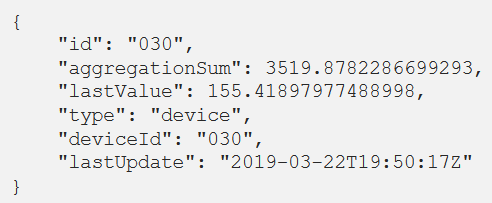 {
    "id": "030",
    "aggregationSum": 3519.8782286699293,
    "lastValue": 155.41897977488998,
    "type": "device",
    "deviceId": "030",
    "lastUpdate": "2019-03-22T19:50:17Z"
}